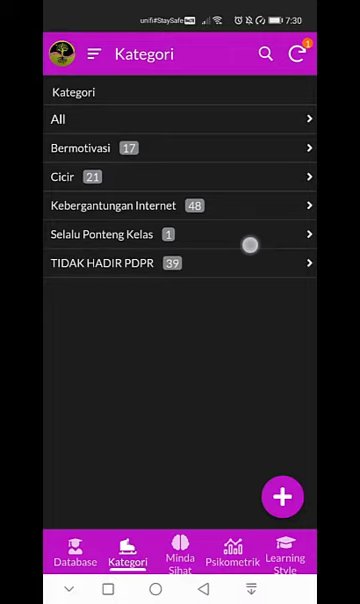 unifi#StaySafe 7:30
Kategori 1
Kategori
All
Bermotivasi 17
Cicir 21
Kebergantungan Internet 48
Selalu Ponteng Kelas 1
TIDAK HADIR PDPR 39
Database Kategori Minda Sihat Psikometrik Learning Style